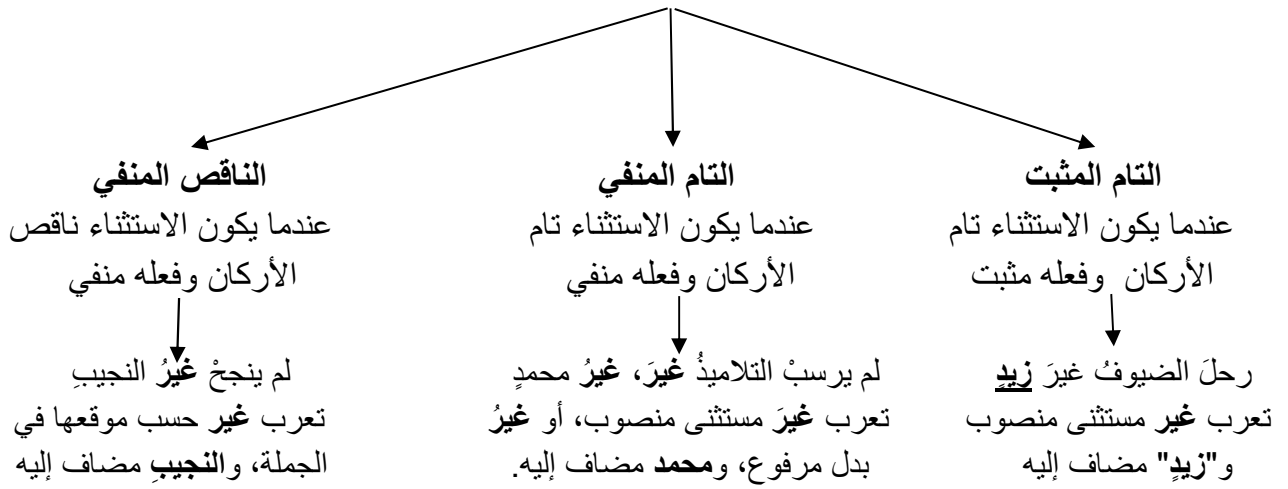 التام المثبت
عندما يكون الاستثناء تام
الأركان وفعله مثبت
رحلَ الضيوفُ غيرَ زيدٍ
تعرب غير مستثنى منصوب
و"زيدٍ" مضاف إليه
التام المنفي
عندما يكون الاستثناء تام
الأركان وفعله منفي
لم يرسبْ التلاميذُ غيرَ، غيرُ محمدٍ
تعرب غيرَ مستثنى منصوب، أو غيرُ
بدل مرفوع، ومحمد مضاف إليه.
الناقص المنفي
عندما يكون الاستثناء ناقص
الأركان وفعله منفي
لم ينجحْ غيرُ النجيبِ
تعرب غير حسب موقعها في
الجملة، والنجيبِ مضاف إليه